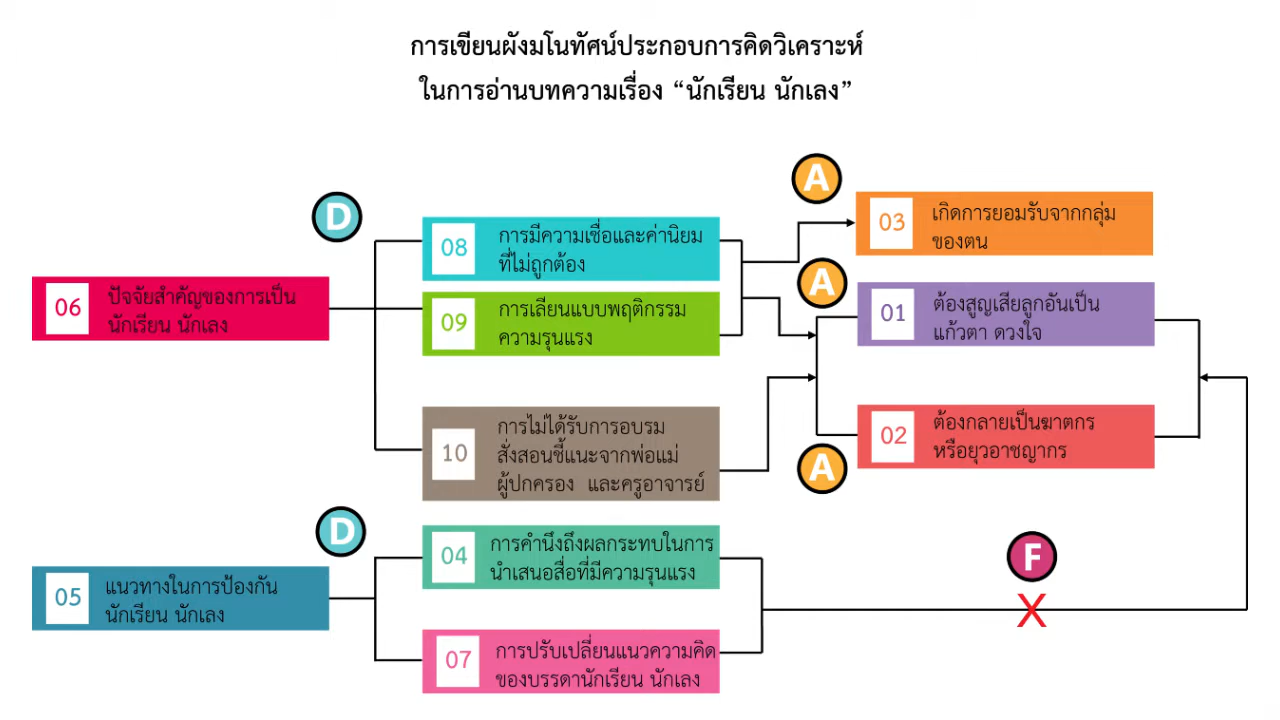 การเขียนผังมโนทัศน์ประกอบการคิดวิเคราะห์
ในการอ่านบทความเรื่อง “นักเรียน นักเลง”
D
06
ปัจจัยสำคัญของการเป็น
นักเรียน นักเลง
08
การมีความเชื่อและค่านิยม
ที่ไม่ถูกต้อง
09
การเลียนแบบพฤติกรรม
ความรุนแรง
10
การไม่ได้รับการอบรม
สั่งสอนชี้แนะจากพ่อแม่
ผู้ปกครอง และครูอาจารย์
A
03
เกิดการยอมรับจากกลุ่ม
ของตน
A
01
ต้องสูญเสียลูกอันเป็น
แก้วตา ดวงใจ
02
ต้องกลายเป็นฆาตกร
หรือยุวอาชญากร
A
D
05
แนวทางในการป้องกัน
นักเรียน นักเลง
04
การคำนึงถึงผลกระทบในการ
นำเสนอสื่อที่มีความรุนแรง
07
การปรับเปลี่ยนแนวความคิด
ของบรรดานักเรียน นักเลง
F
X